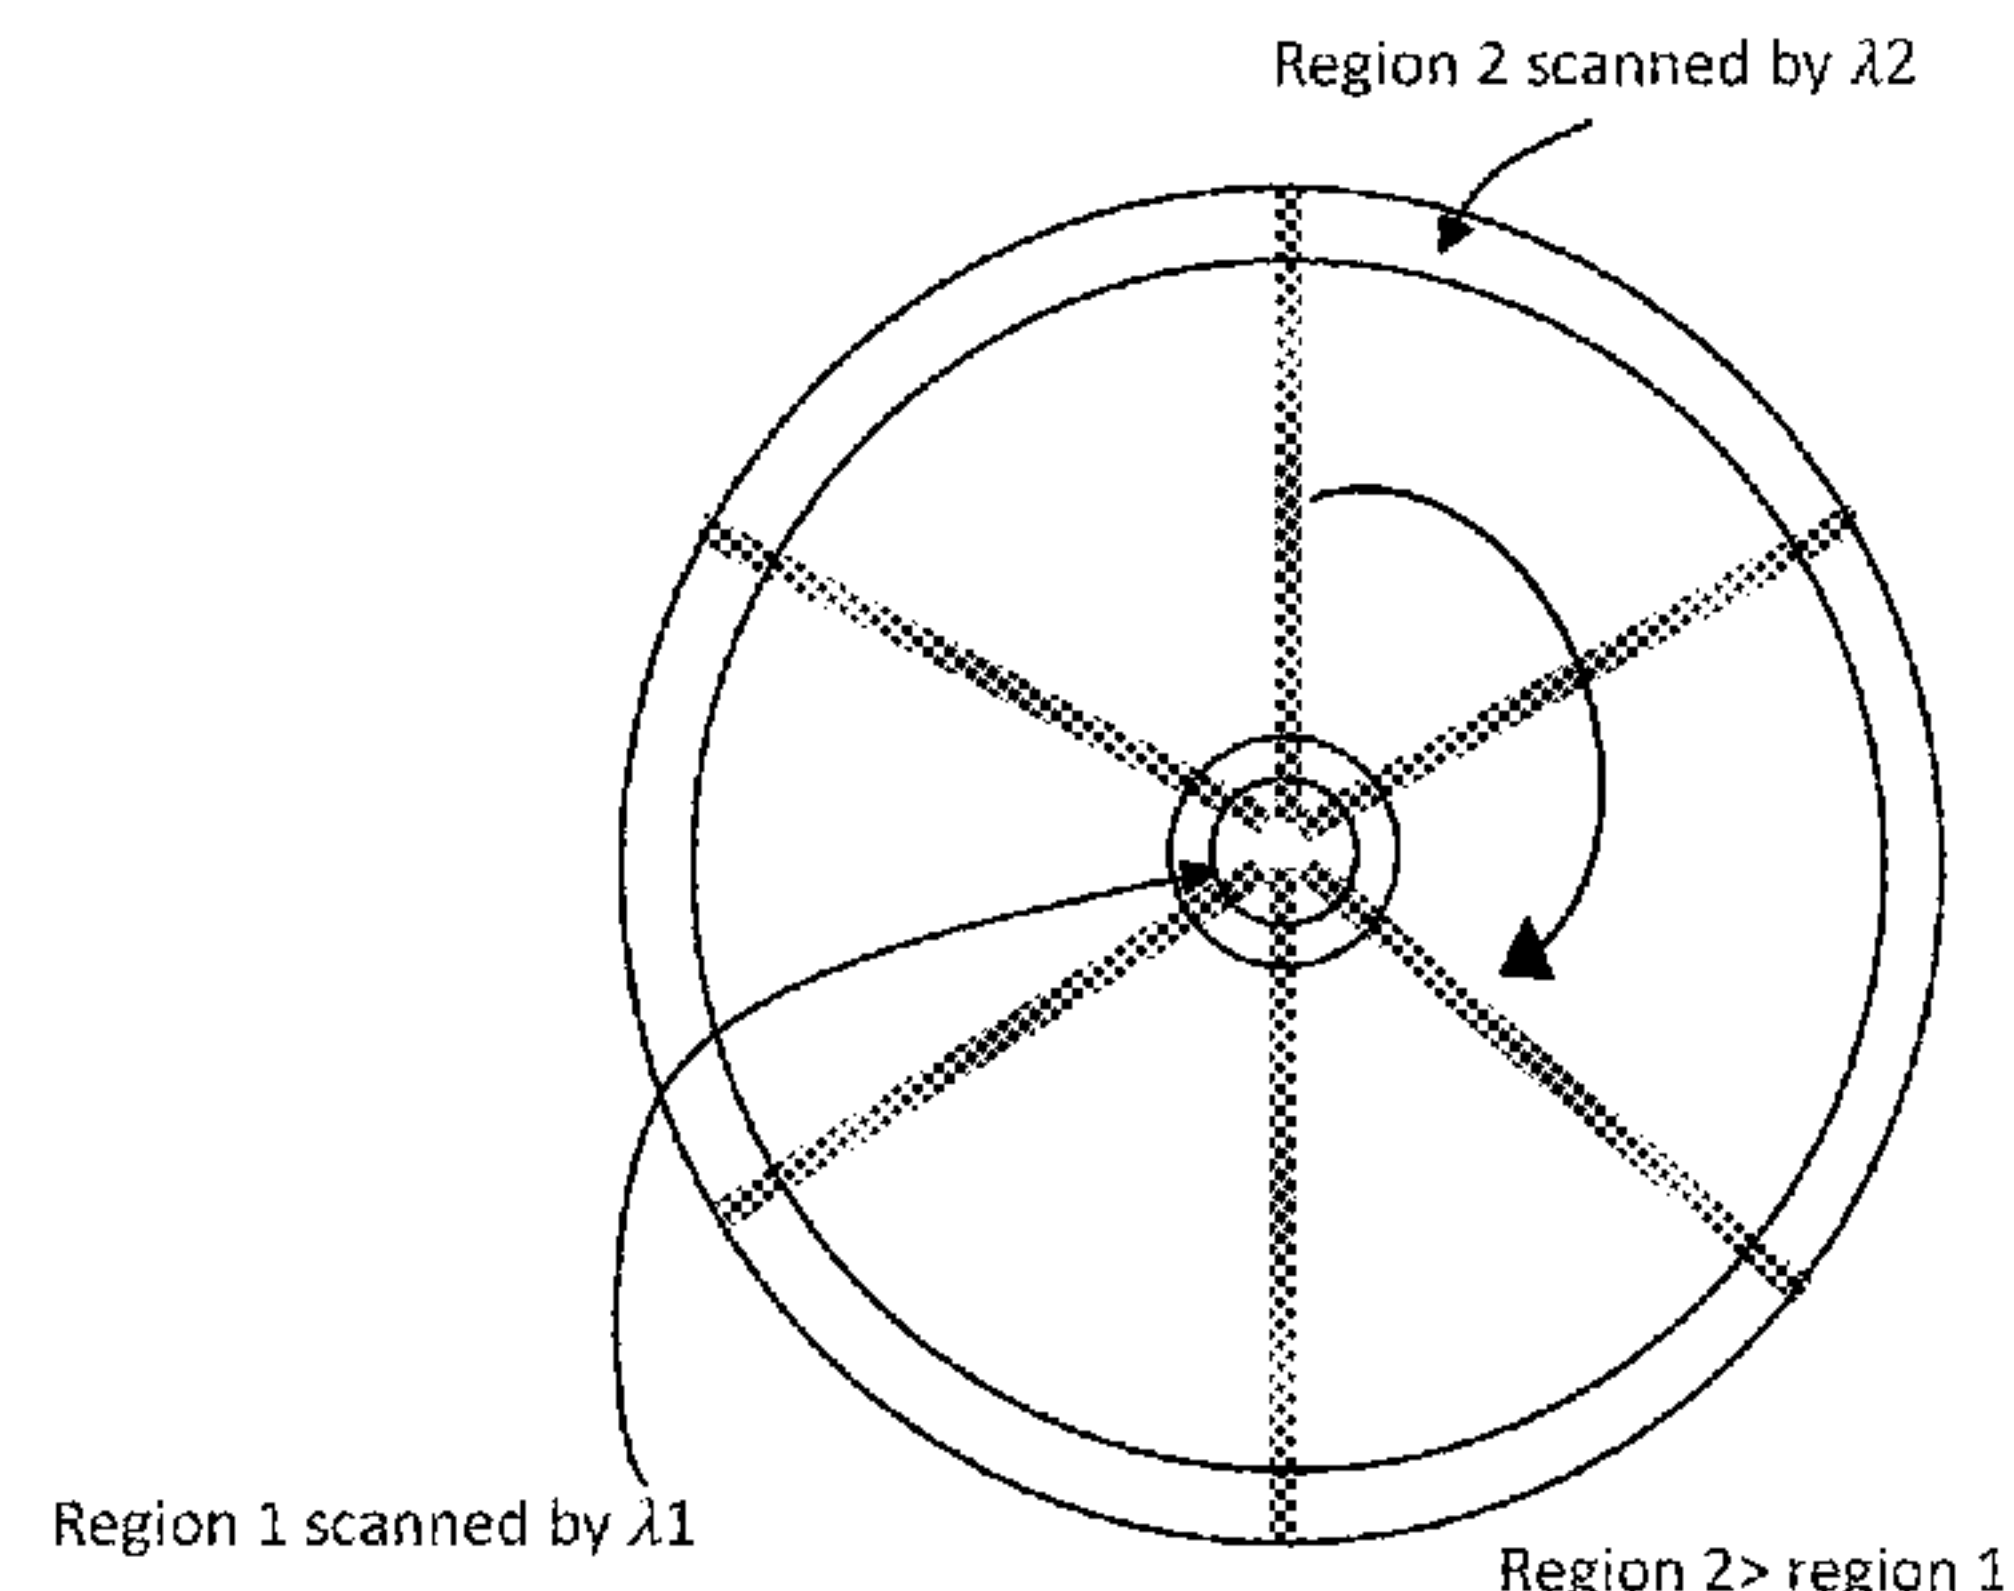 Region 2 scanned by λ2
Region 1 scanned by λ1
Region 2> region 1